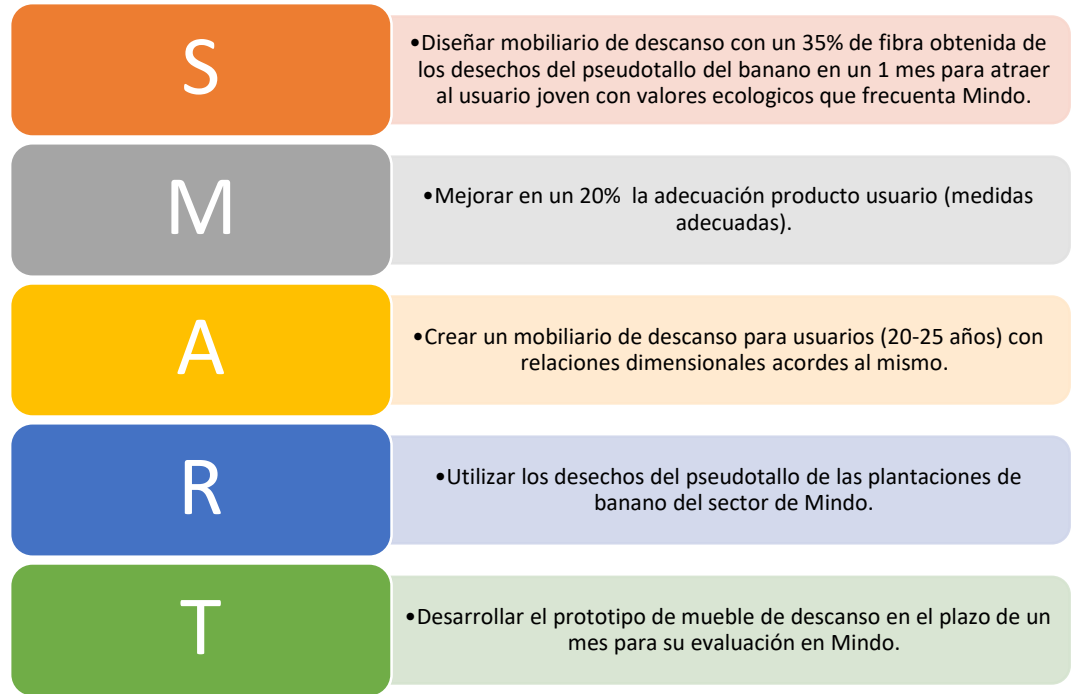 S
•Diseñar mobiliario de descanso con un 35% de fibra obtenida de
los desechos del pseudotallo del banano en un 1 mes para atraer
al usuario joven con valores ecologicos que frecuenta Mindo.
M
•Mejorar en un 20% la adecuación producto usuario (medidas
adecuadas).
A
•Crear un mobiliario de descanso para usuarios (20-25 años) con
relaciones dimensionales acordes al mismo.
R
•Utilizar los desechos del pseudotallo de las plantaciones de
banano del sector de Mindo.
T
•Desarrollar el prototipo de mueble de descanso en el plazo de un
mes para su evaluación en Mindo.